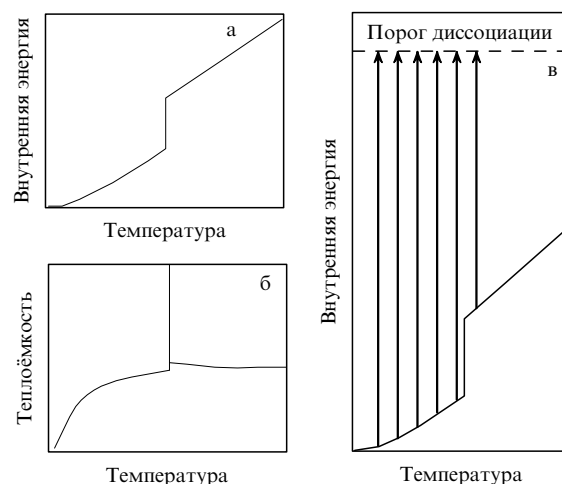 а
Внутренняя энергия
Температура
б
Теплоёмкость
Температура
Порог диссоциации
в
Внутренняя энергия
Температура